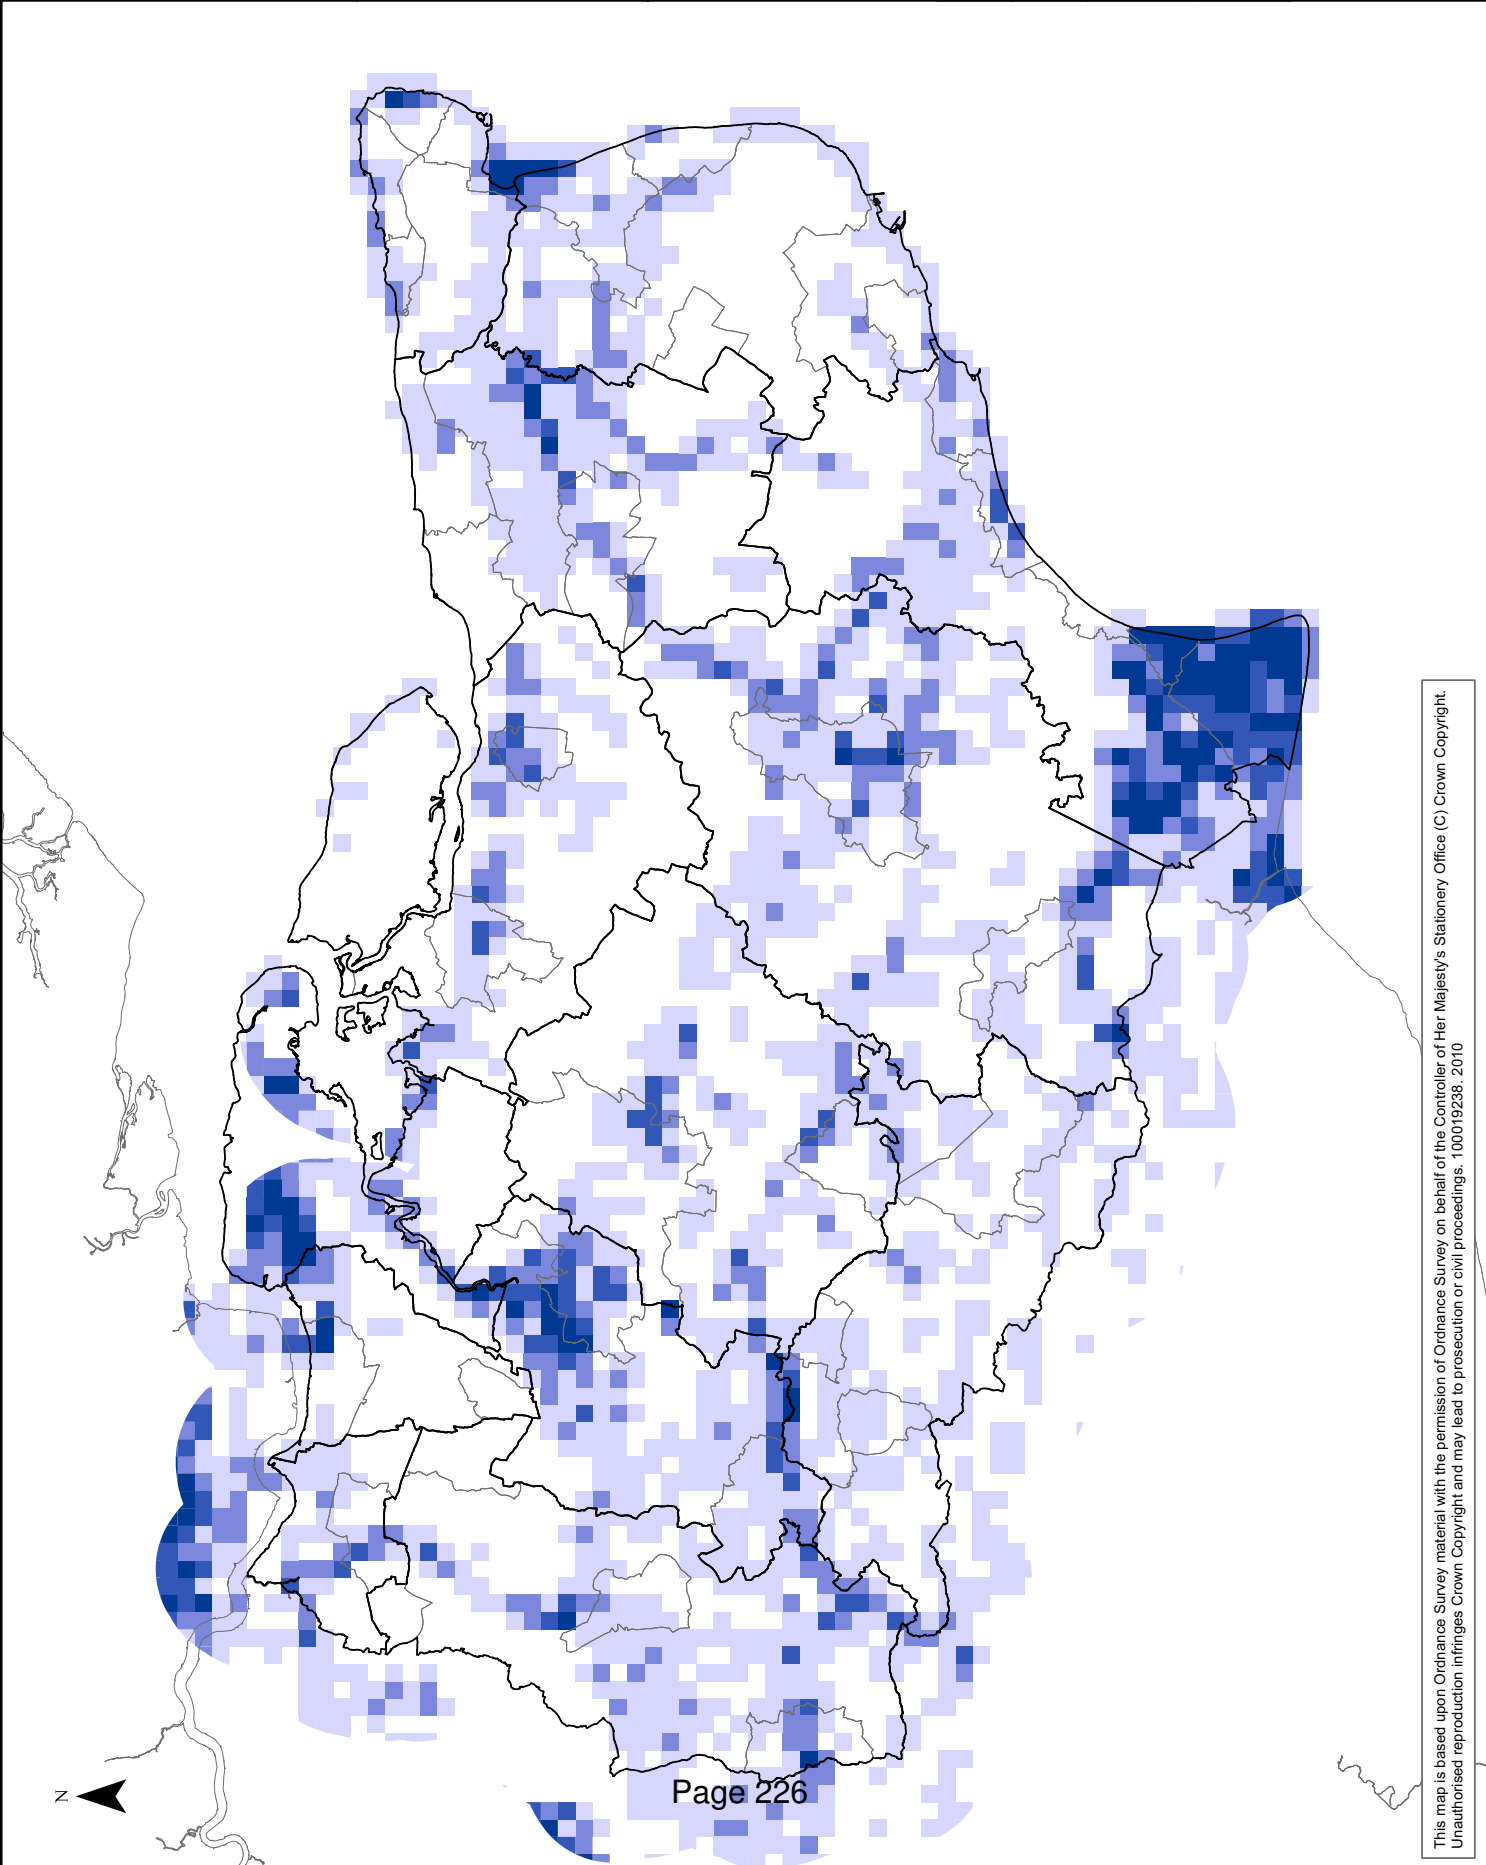 This map is based upon Ordnance Survey material with the permission of Ordnance Survey on behalf of the Controller of Her Majesty's Stationery Office (C) Crown Copyright.
Unauthorised reproduction infringes Crown Copyright and may lead to prosecution or civil proceedings. 100019238. 2010
N
Page 226